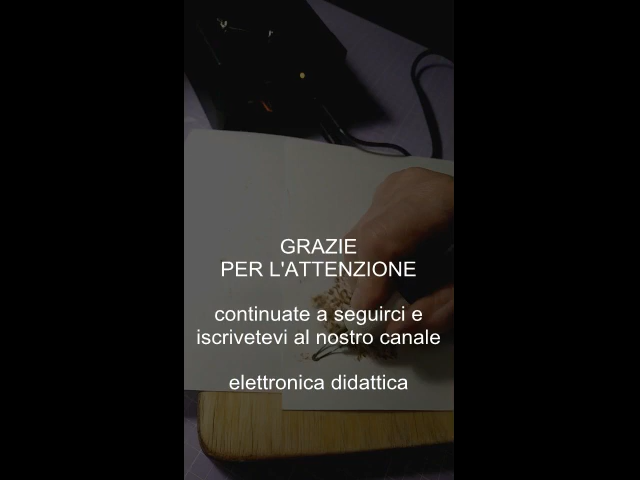 GRAZIE
PER L'ATTENZIONE
continuate a seguirci e
iscrivetevi al nostro canale
elettronica didattica